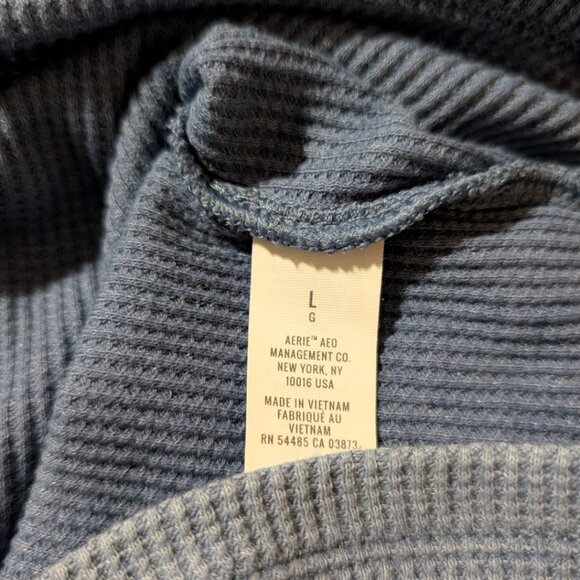 L
G
AERIE™ AEO
MANAGEMENT CO.
NEW YORK, NY
10016 USA
MADE IN VIETNAM
FABRIQUÉ AU
VIETNAM
RN 54485 CA 03873